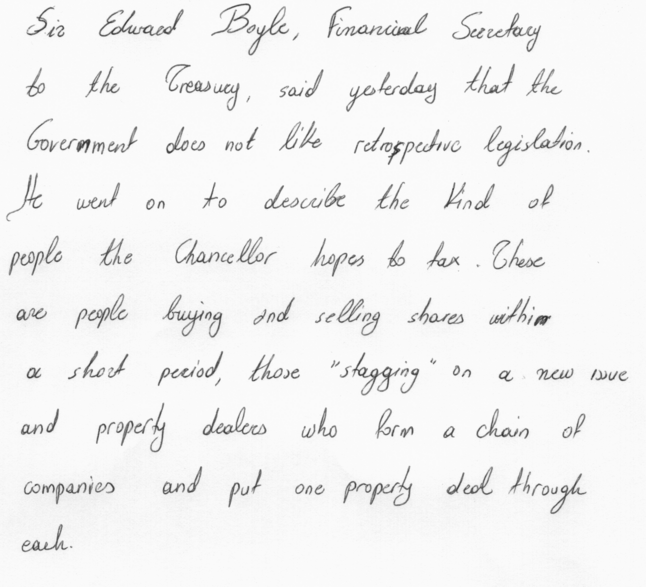 Sir Edward Boyle, Financial Secretary
to the Treasury, said yesterday that the
Government does not like retrospective legislation.
He went on to describe the kind of
people the Chancellor hopes to tax. These
are people buying and selling shares within
a short period, those "stagging" on a new issue
and property dealers who form a chain of
companies and put one property deal through
each.